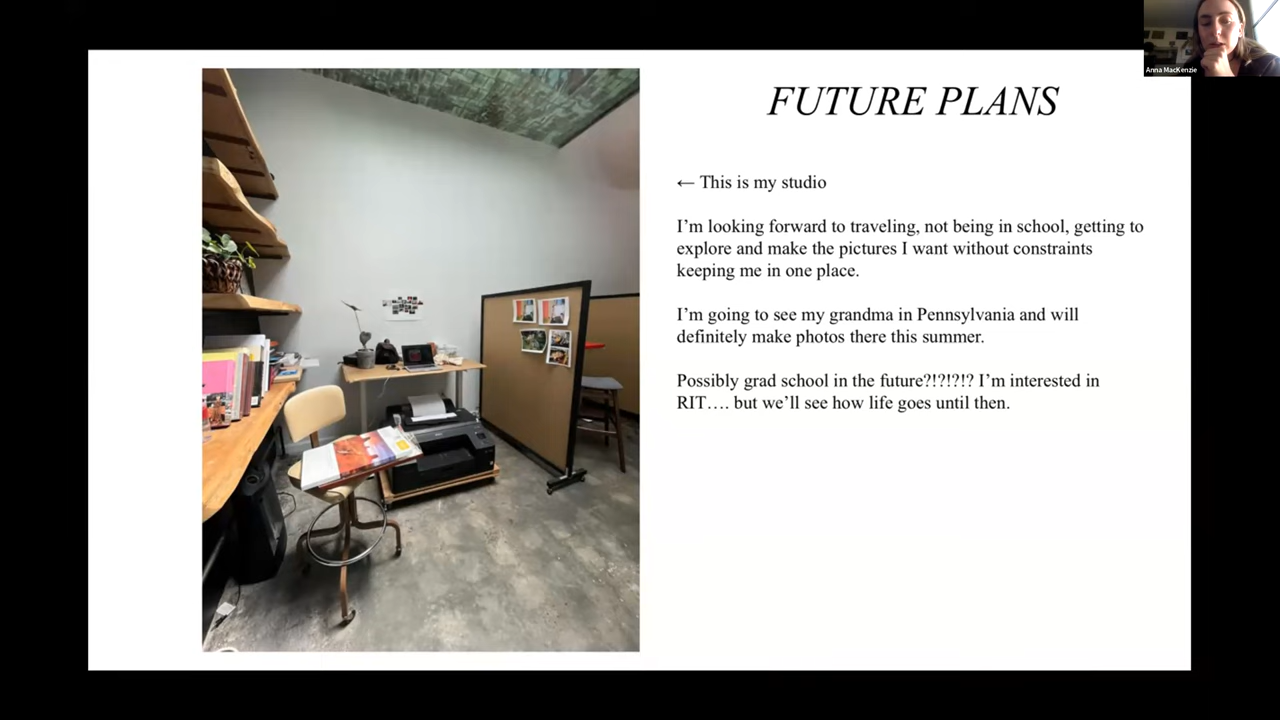 Anna MacKenzie
FUTURE PLANS
← This is my studio
I'm looking forward to traveling, not being in school, getting to
explore and make the pictures I want without constraints
keeping me in one place.
I'm going to see my grandma in Pennsylvania and will
definitely make photos there this summer.
Possibly grad school in the future?!?!?!? I'm interested in
RIT…. but we'll see how life goes until then.